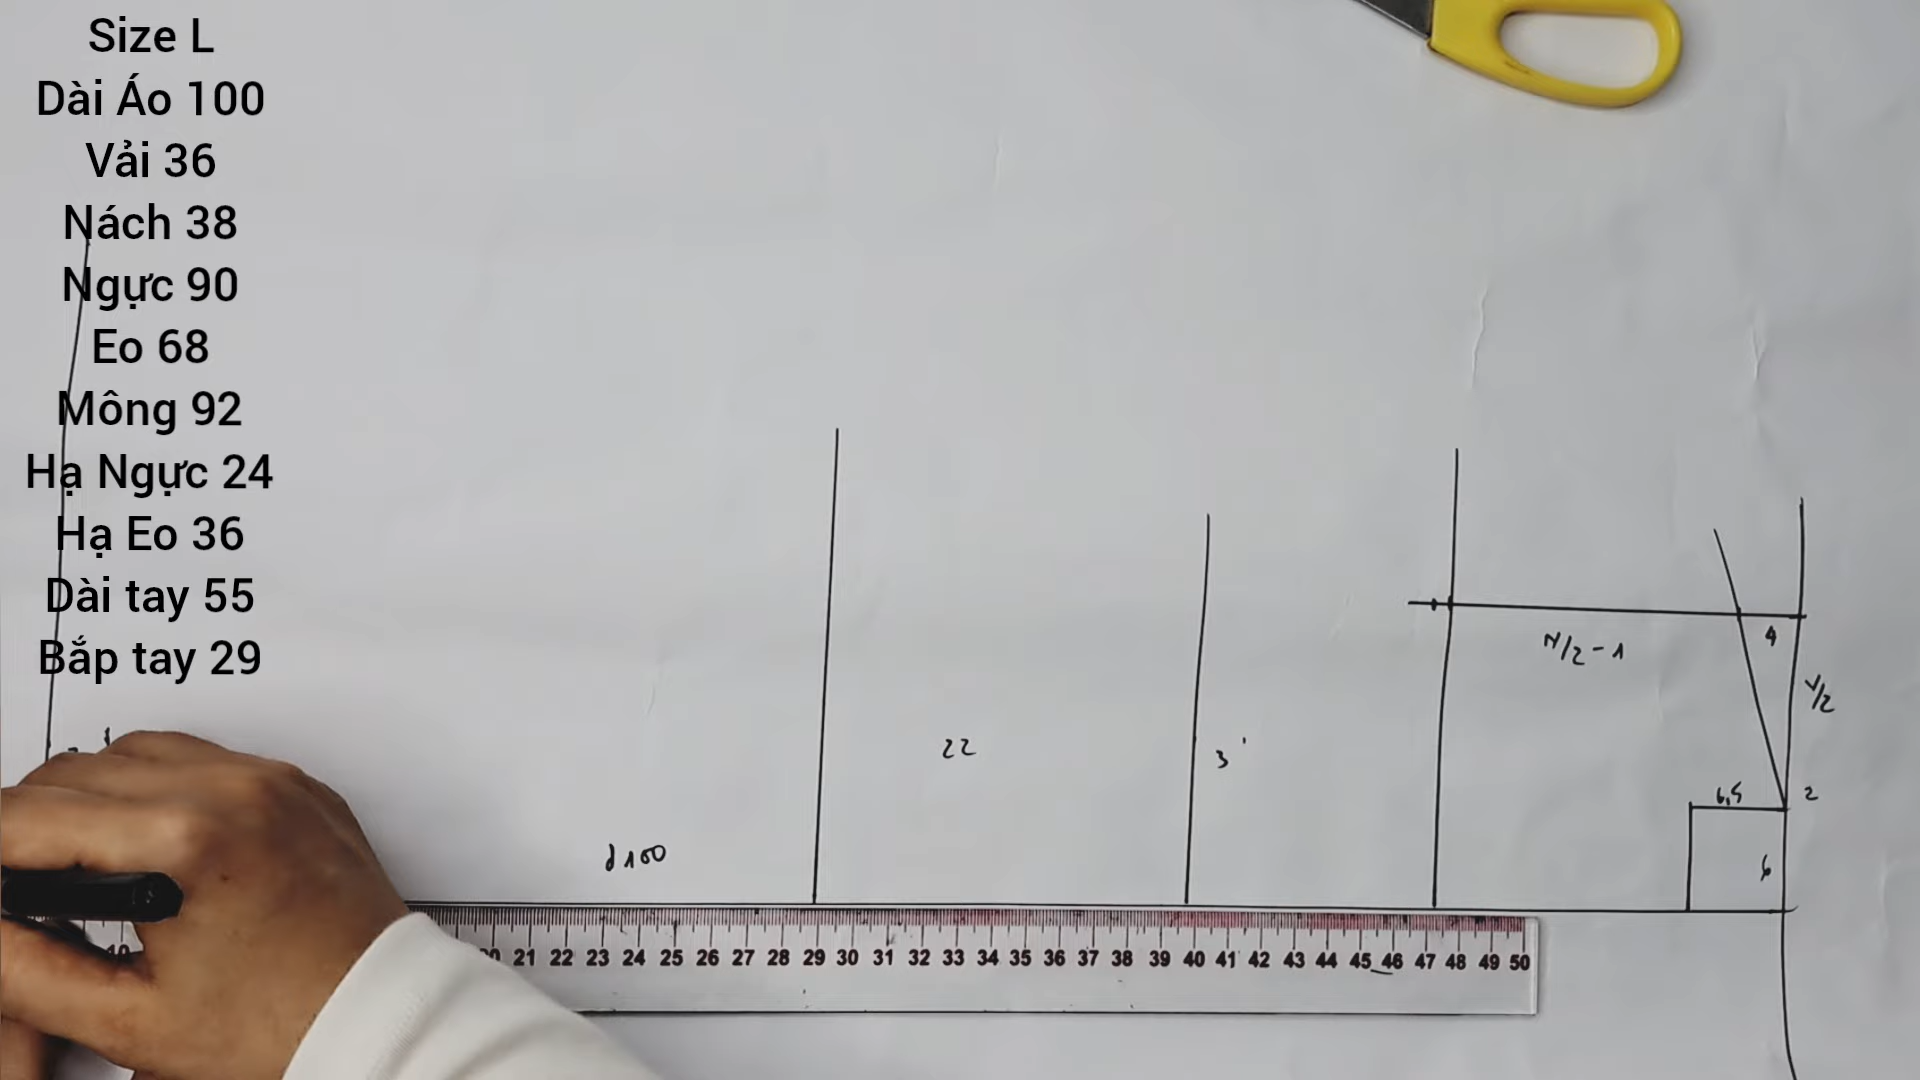 Size L
Dài Áo 100
Vải 36
Nách 38
Ngực 90
Eo 68
Mông 92
Hạ Ngực 24
Hạ Eo 36
Dài tay 55
Bắp tay 29
4
N/2 - 1
V/2
22
3
6,5
2
6
d 100
10
21 22 23 24 25 26 27 28 29 30 31 32 33 34 35 36 37 38 39 40 41 42 43 44 45 46 47 48 49 50